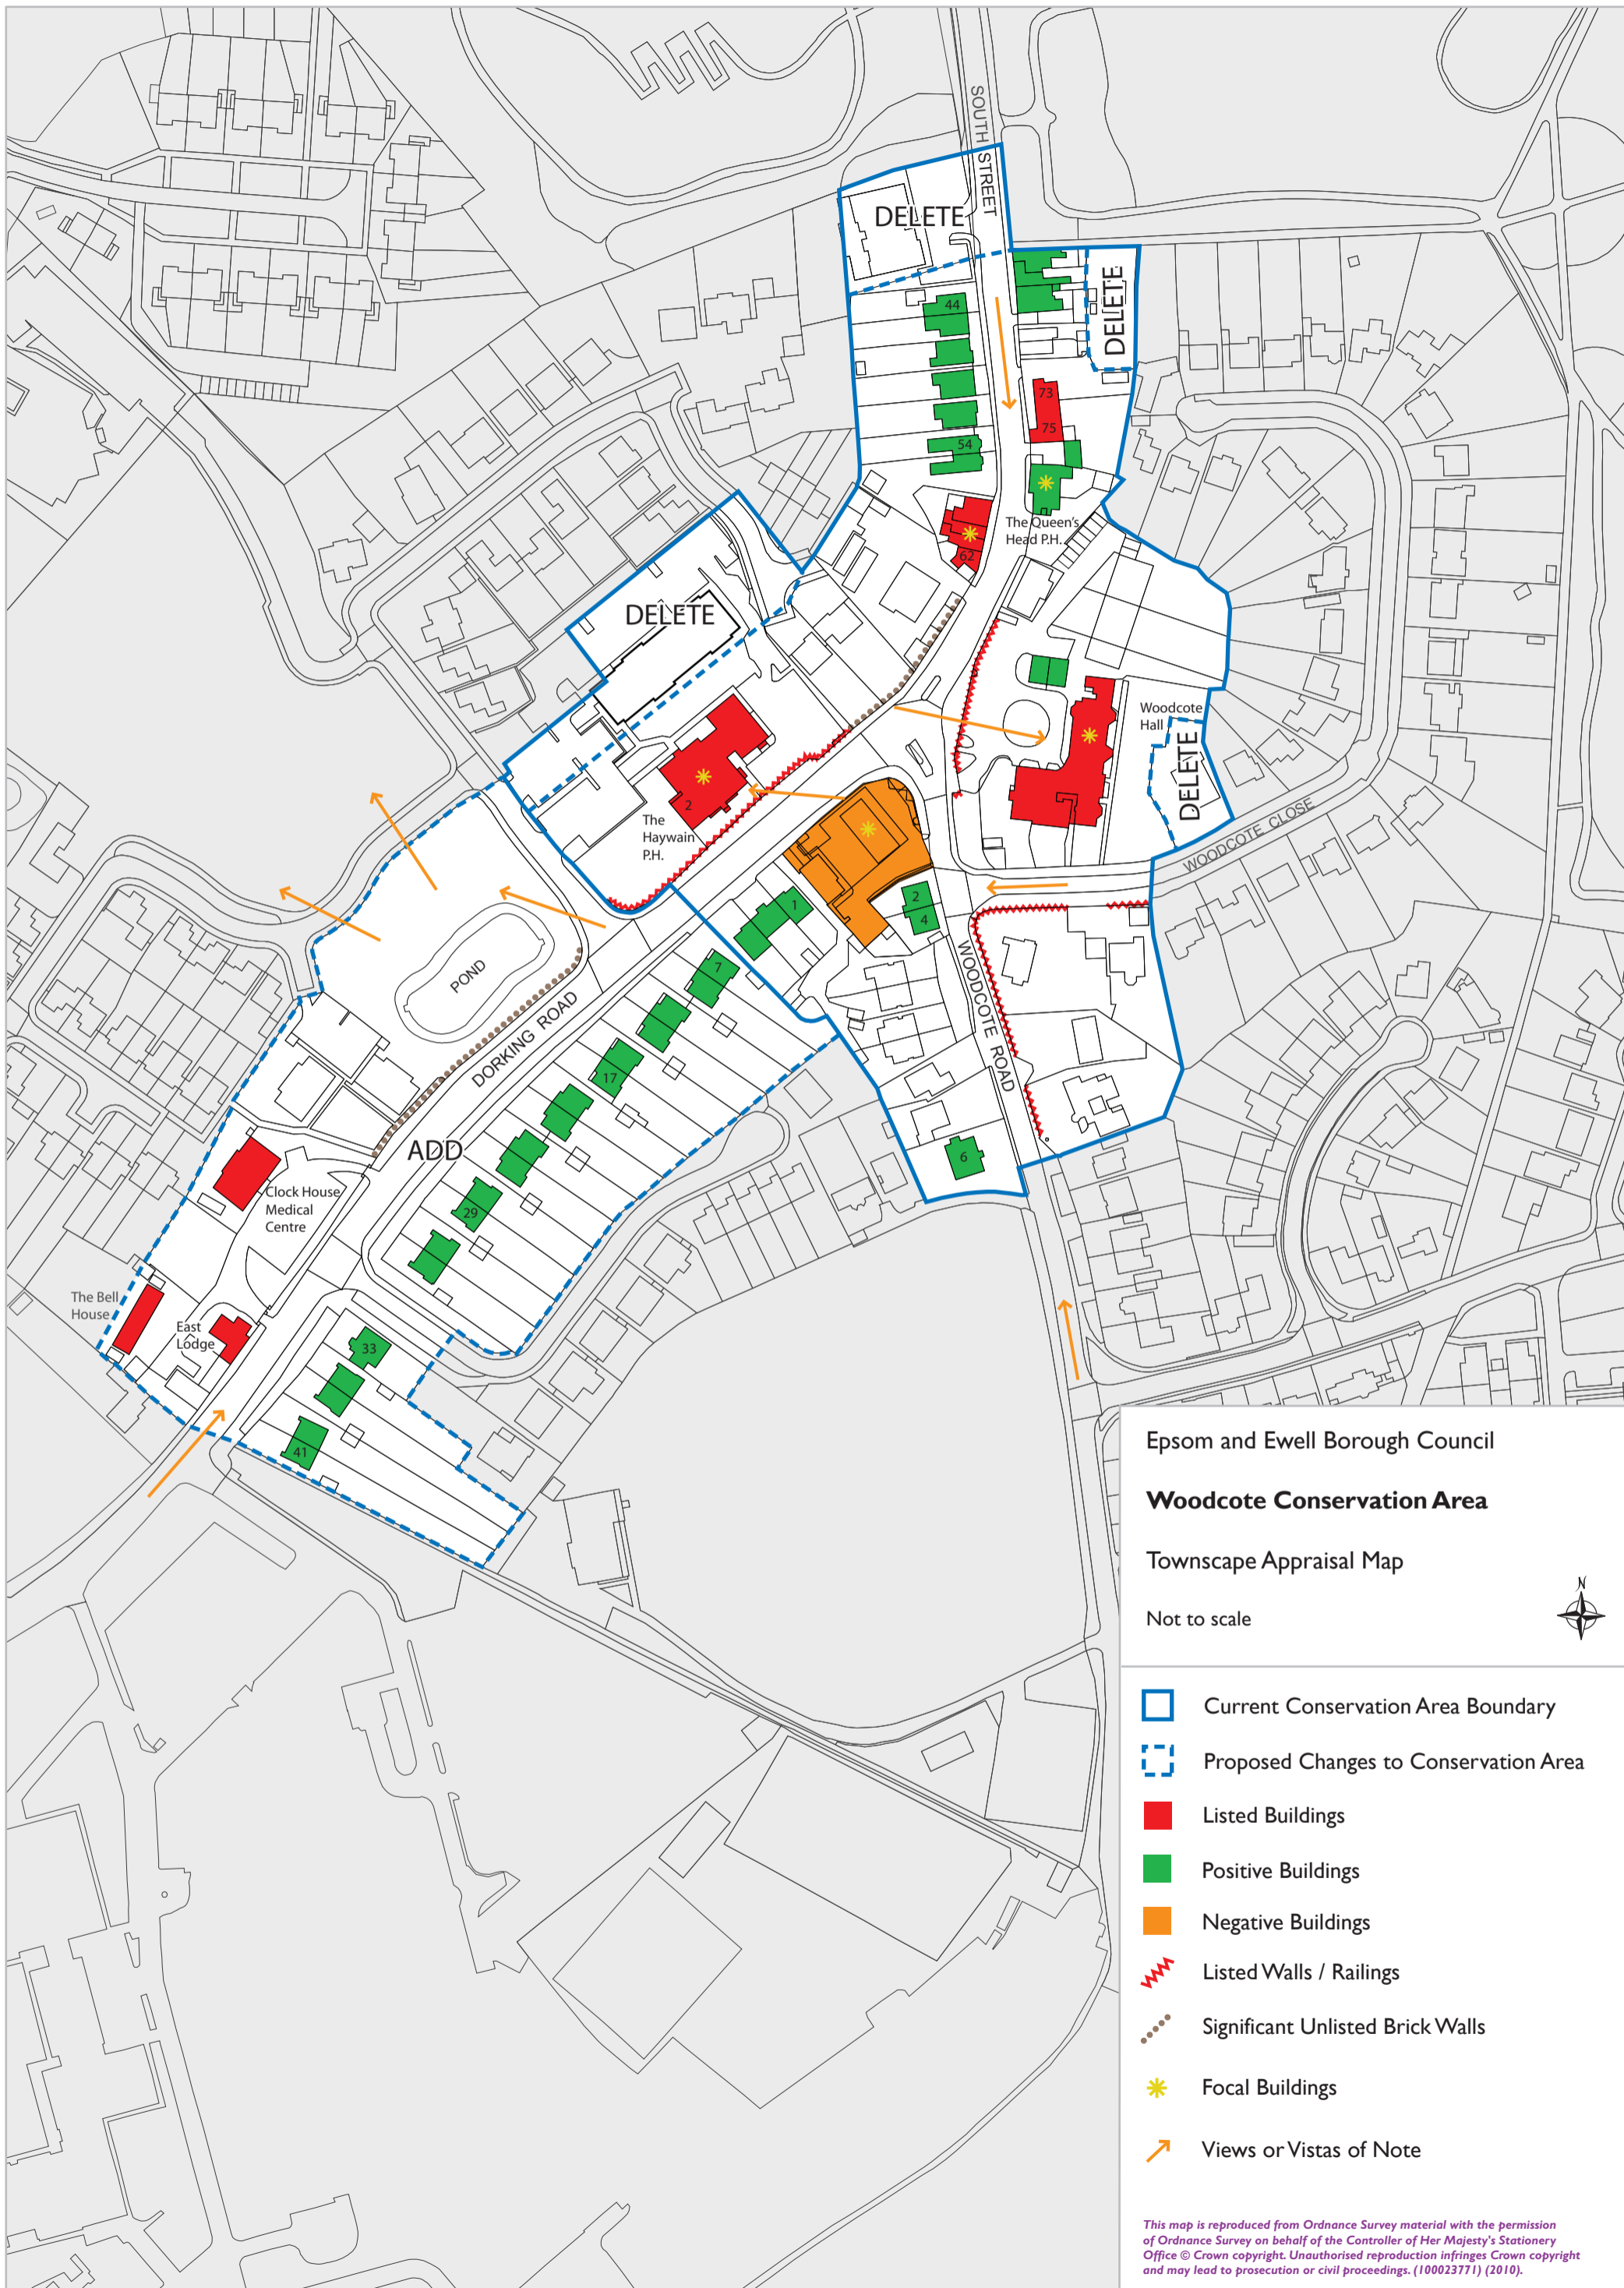 SOUTH STREET
DELETE
DELETE
44
73
75
54
The Queen's
Head P.H.
62
DELETE
Woodcote
Hall
DELETE
2
The
Haywain
P.H.
WOODCOTE CLOSE
1
2
4
7
POND
WOODCOTE ROAD
DORKING ROAD
17
ADD
6
Clock House
Medical
Centre
29
The Bell
House
East
Lodge
33
41
Epsom and Ewell Borough Council
Woodcote Conservation Area
Townscape Appraisal Map
Not to scale
N
Current Conservation Area Boundary
Proposed Changes to Conservation Area
Listed Buildings
Positive Buildings
Negative Buildings
Listed Walls / Railings
Significant Unlisted Brick Walls
Focal Buildings
Views or Vistas of Note
This map is reproduced from Ordnance Survey material with the permission
of Ordnance Survey on behalf of the Controller of Her Majesty's Stationery
Office © Crown copyright. Unauthorised reproduction infringes Crown copyright
and may lead to prosecution or civil proceedings. (100023771) (2010).